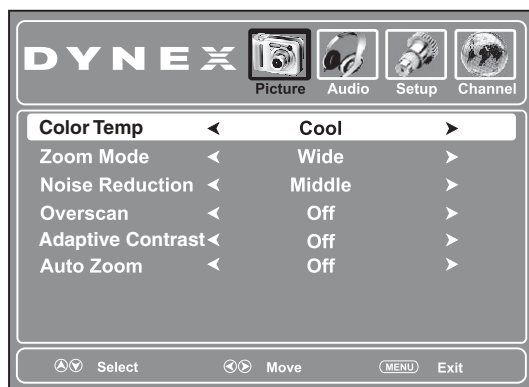 DYNEX
Picture Audio Setup Channel
Color Temp Cool
Zoom Mode Wide
Noise Reduction Middle
Overscan Off
Adaptive Contrast Off
Auto Zoom Off
Select Move MENU Exit